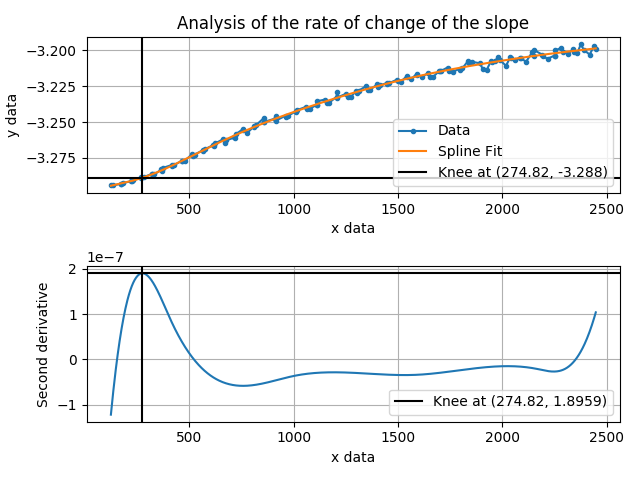 Analysis of the rate of change of the slope
−3.200
−3.225
−3.250
−3.275
y data
Data
Spline Fit
Knee at (274.82, -3.288)
500 1000 1500 2000 2500
x data
1e−7
2
1
0
−1
Second derivative
Knee at (274.82, 1.8959)
500 1000 1500 2000 2500
x data